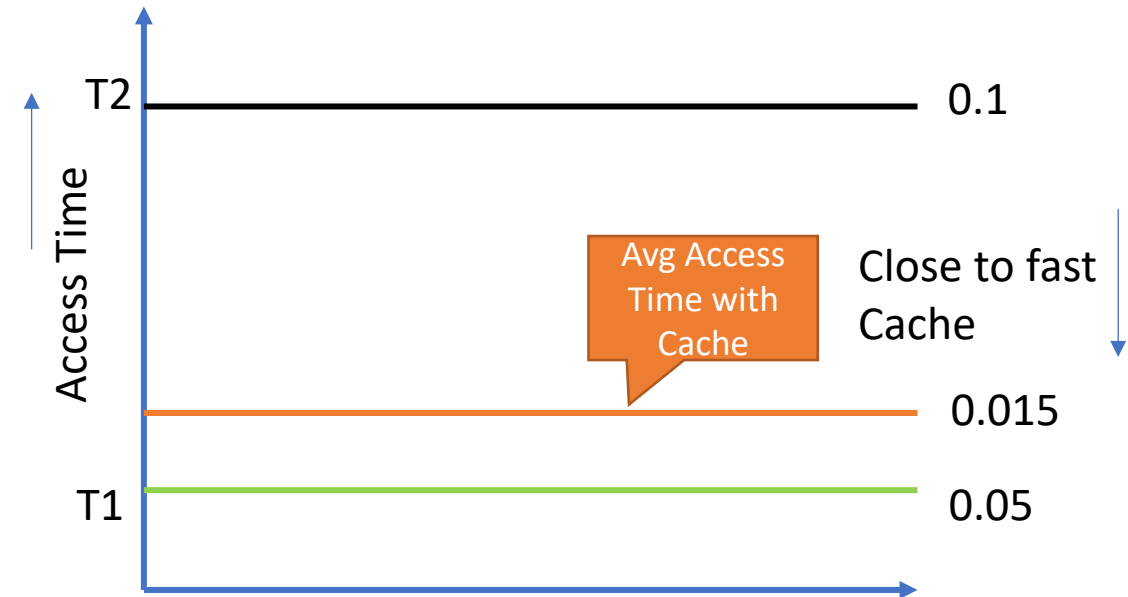 T2
0.1
Access Time
Avg Access
Time with
Cache
Close to fast
Cache
0.015
T1
0.05